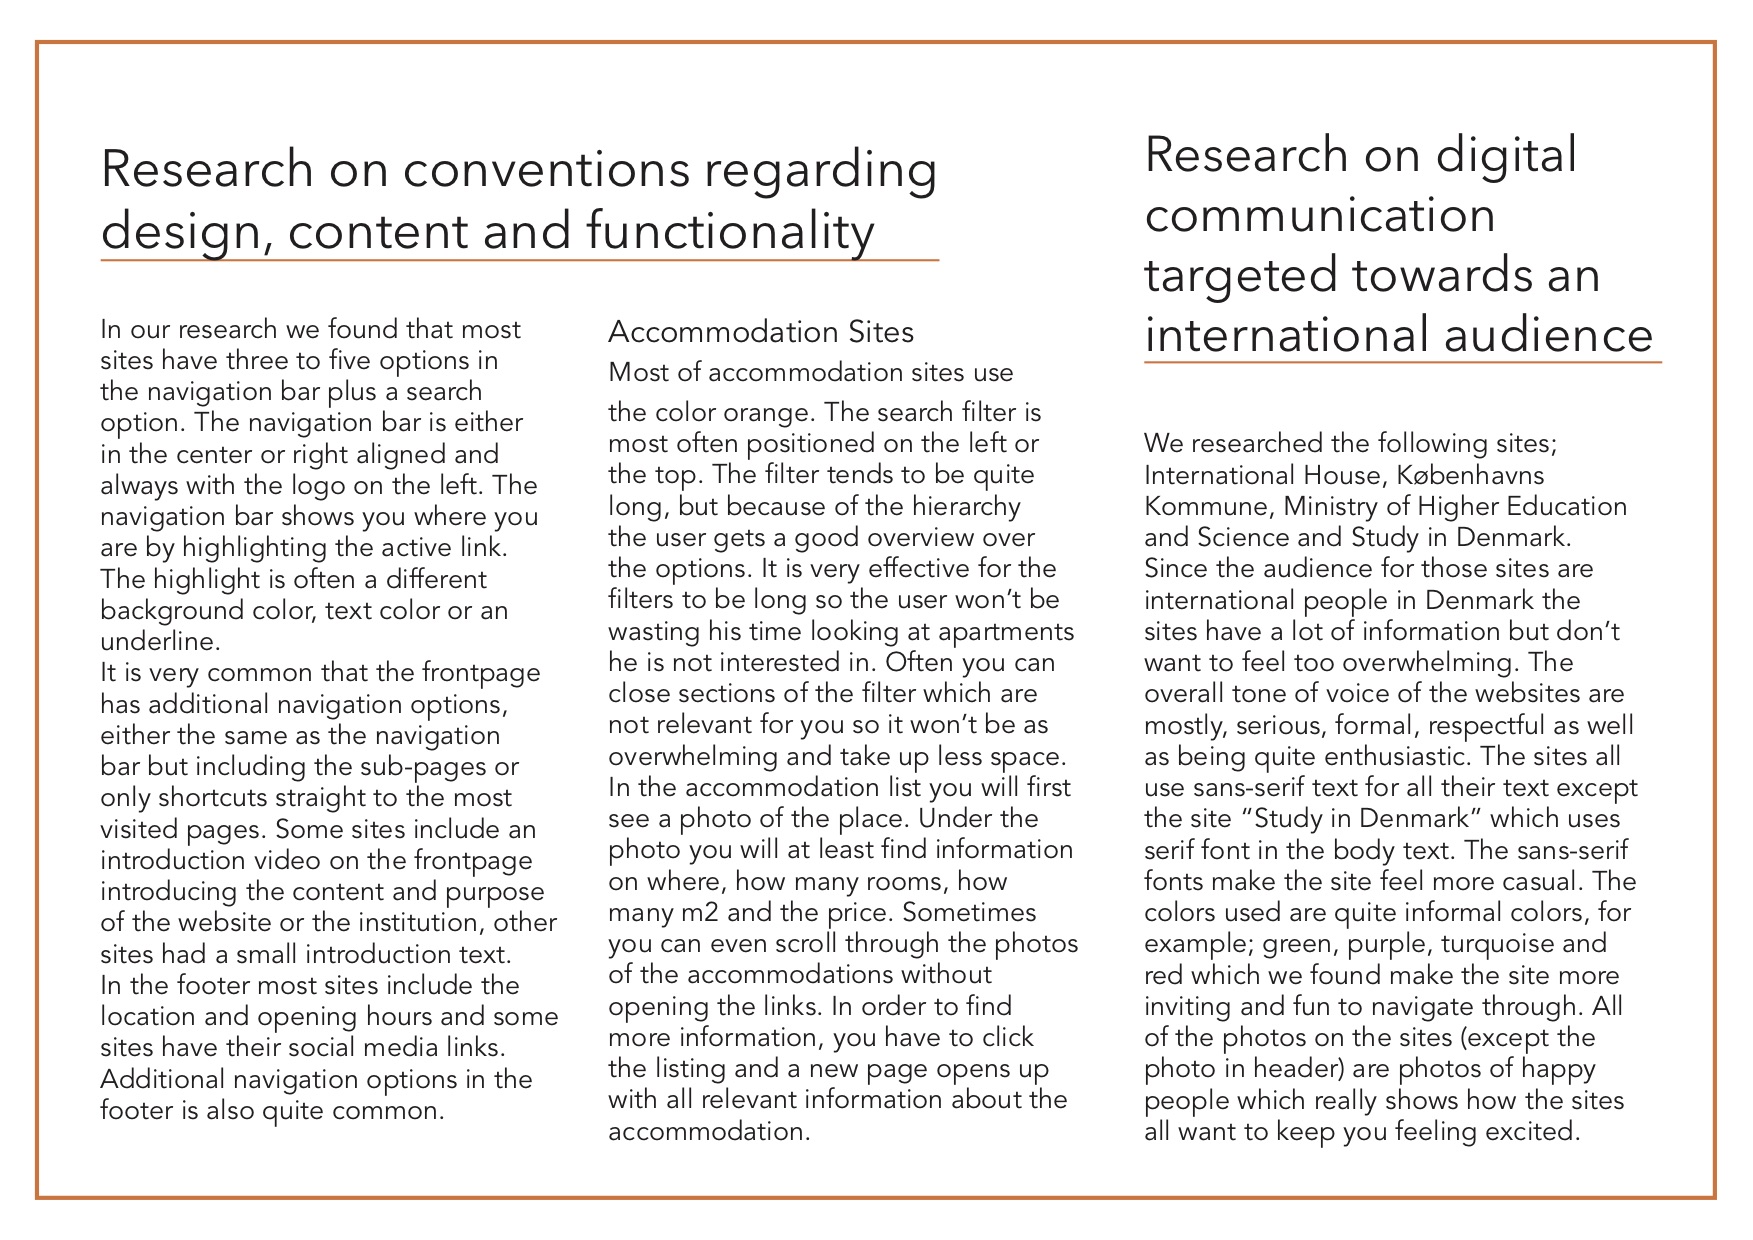 Research on conventions regarding
design, content and functionality
In our research we found that most
sites have three to five options in
the navigation bar plus a search
option. The navigation bar is either
in the center or right aligned and
always with the logo on the left. The
navigation bar shows you where you
are by highlighting the active link.
The highlight is often a different
background color, text color or an
underline.
It is very common that the frontpage
has additional navigation options,
either the same as the navigation
bar but including the sub-pages or
only shortcuts straight to the most
visited pages. Some sites include an
introduction video on the frontpage
introducing the content and purpose
of the website or the institution, other
sites had a small introduction text.
In the footer most sites include the
location and opening hours and some
sites have their social media links.
Additional navigation options in the
footer is also quite common.
Accommodation Sites
Most of accommodation sites use
the color orange. The search filter is
most often positioned on the left or
the top. The filter tends to be quite
long, but because of the hierarchy
the user gets a good overview over
the options. It is very effective for the
filters to be long so the user won’t be
wasting his time looking at apartments
he is not interested in. Often you can
close sections of the filter which are
not relevant for you so it won’t be as
overwhelming and take up less space.
In the accommodation list you will first
see a photo of the place. Under the
photo you will at least find information
on where, how many rooms, how
many m2 and the price. Sometimes
you can even scroll through the photos
of the accommodations without
opening the links. In order to find
more information, you have to click
the listing and a new page opens up
with all relevant information about the
accommodation.
Research on digital
communication
targeted towards an
international audience
We researched the following sites;
International House, Københavns
Kommune, Ministry of Higher Education
and Science and Study in Denmark.
Since the audience for those sites are
international people in Denmark the
sites have a lot of information but don’t
want to feel too overwhelming. The
overall tone of voice of the websites are
mostly, serious, formal, respectful as well
as being quite enthusiastic. The sites all
use sans-serif text for all their text except
the site “Study in Denmark” which uses
serif font in the body text. The sans-serif
fonts make the site feel more casual. The
colors used are quite informal colors, for
example; green, purple, turquoise and
red which we found make the site more
inviting and fun to navigate through. All
of the photos on the sites (except the
photo in header) are photos of happy
people which really shows how the sites
all want to keep you feeling excited.